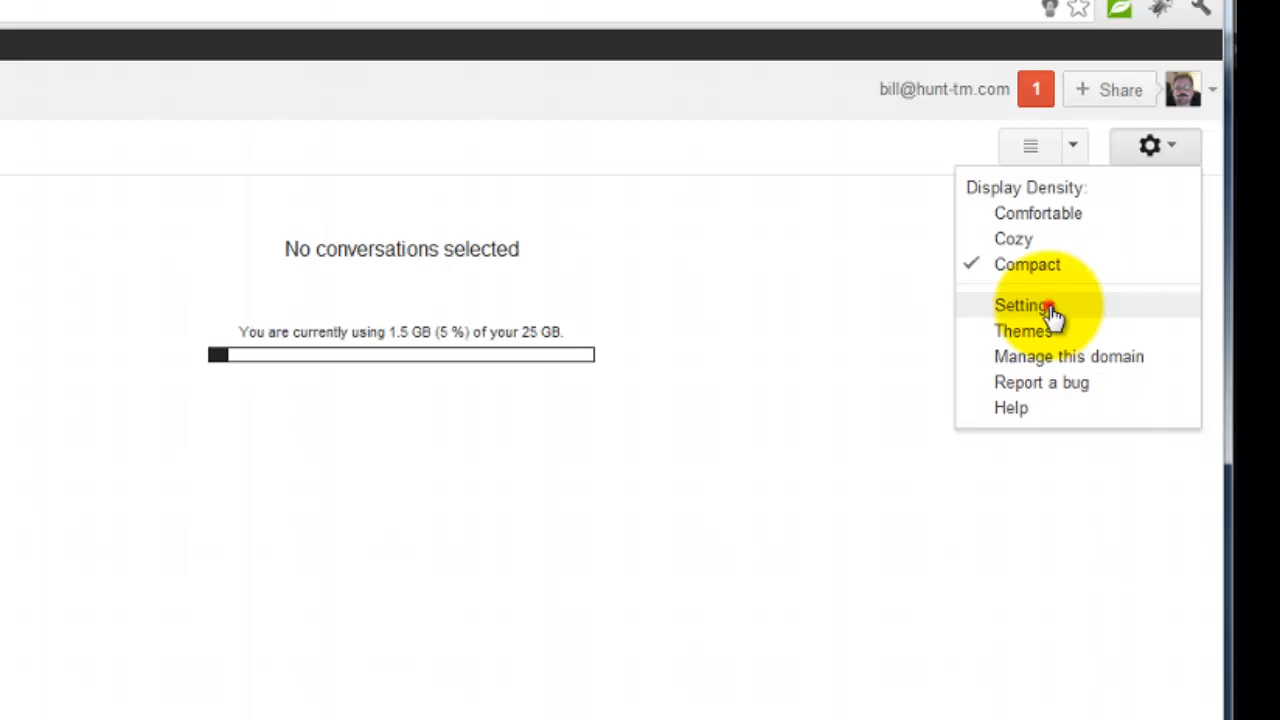 bill@hunt-tm.com 1 + Share
Display Density:
Comfortable
No conversations selected
Cozy
Compact
Settings
You are currently using 1.5 GB (5 %) of your 25 GB.
Themes
Manage this domain
Report a bug
Help